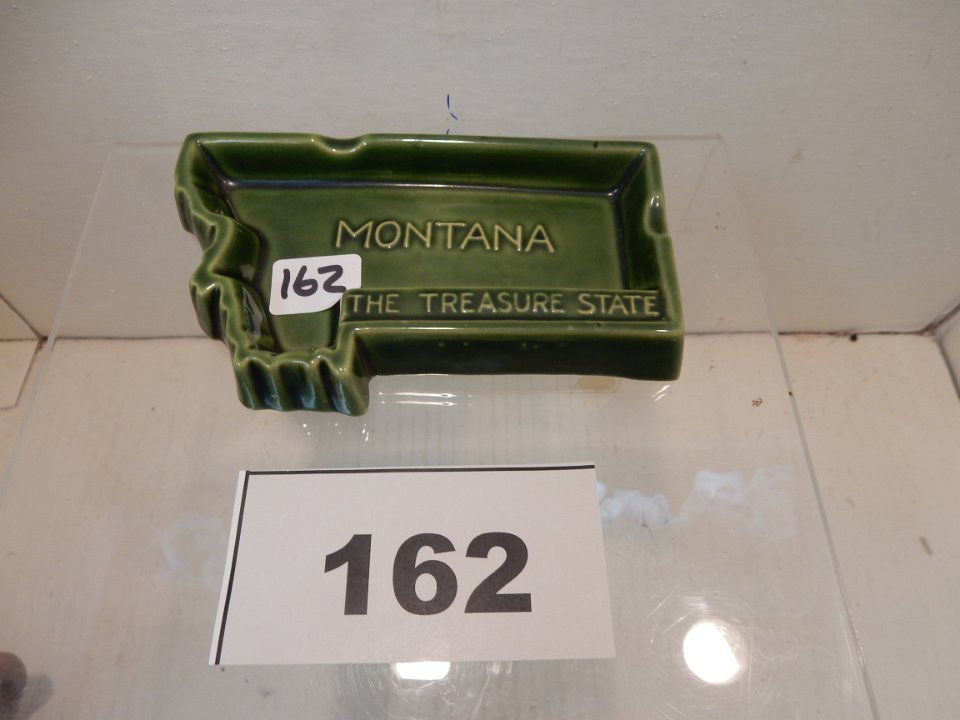 MONTANA
162
THE TREASURE STATE
162